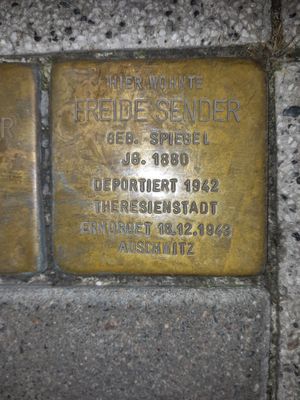 HIER WOHNTE
FREIDE SENDER
GEB. SPIEGEL
JG. 1880
DEPORTIERT 1942
THERESIENSTADT
ERMORDET 18.12.1943
AUSCHWITZ